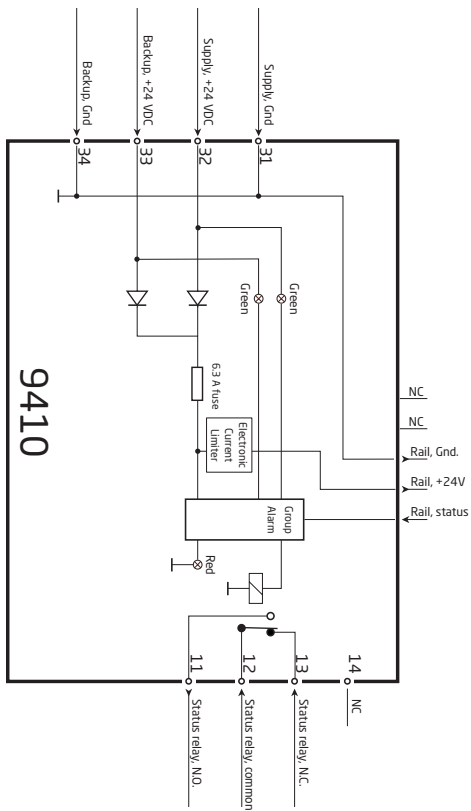 Supply, Gnd
Supply, +24 VDC
Backup, +24 VDC
Backup, Gnd
31
32
33
34
Green
Green
NC
NC
6.3 A fuse
Electronic
Current
Limiter
Rail, Gnd.
Rail, +24V
Rail, status
Group
Alarm
Red
9410
14
13
12
11
NC
Status relay, N.C.
Status relay, common
Status relay, N.O.